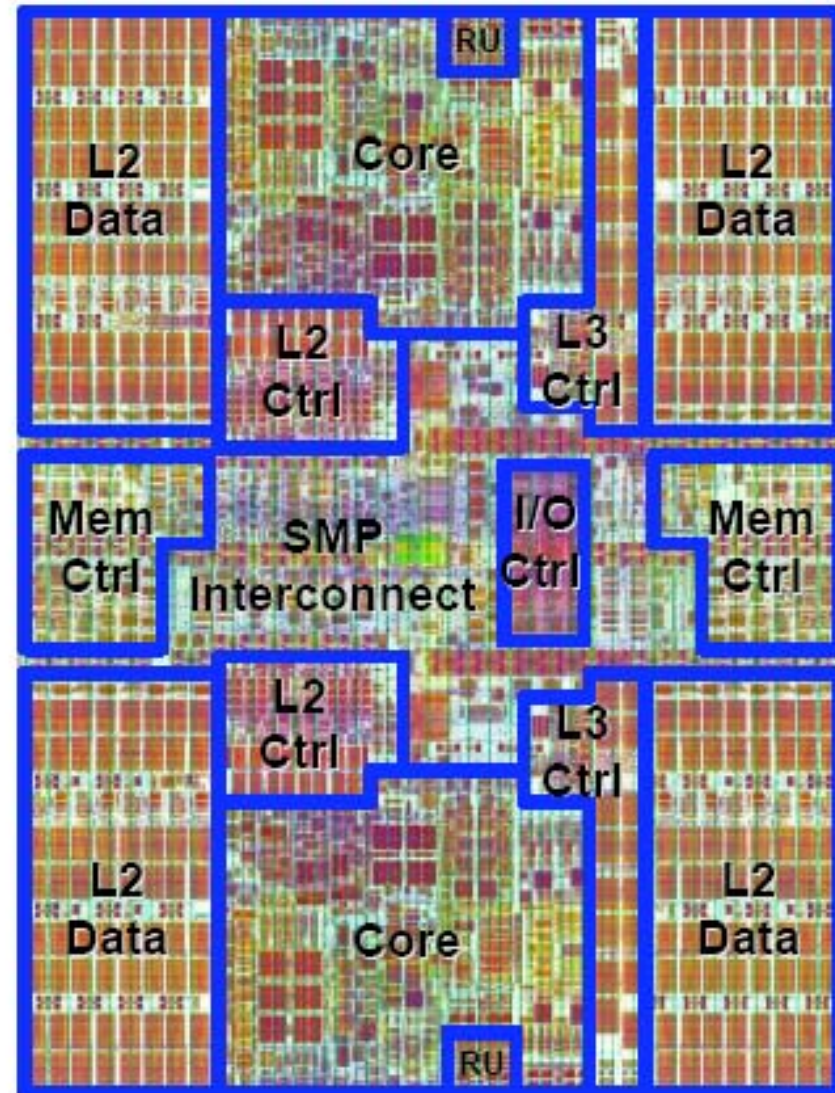 RU
L2
Data
Core
L2
Data
L2
Ctrl
L3
Ctrl
Mem
Ctrl
SMP
Interconnect
I/O
Ctrl
Mem
Ctrl
L2
Ctrl
L3
Ctrl
L2
Data
Core
L2
Data
RU